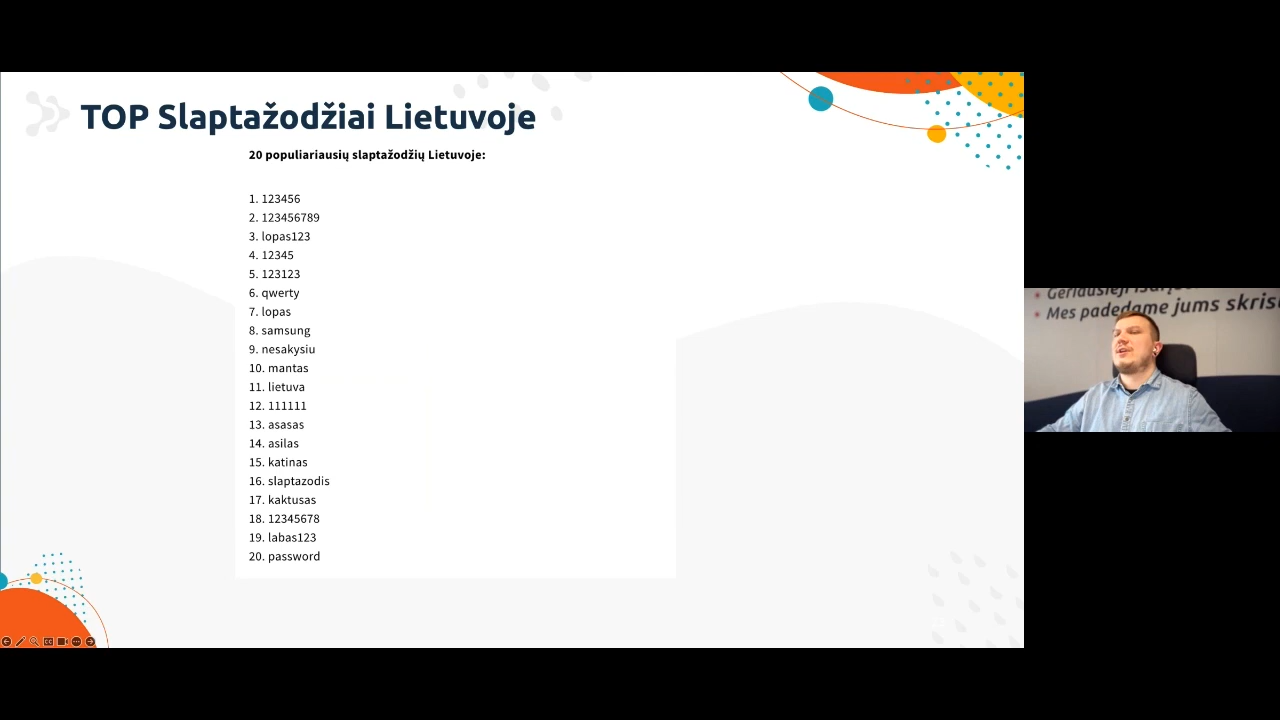 TOP Slaptažodžiai Lietuvoje
20 populiariausių slaptažodžių Lietuvoje:
1. 123456
2. 123456789
3. lopas123
4. 12345
5. 123123
6. qwerty
7. lopas
8. samsung
9. nesakysiu
10. mantas
11. lietuva
12. 111111
13. asasas
14. asilas
15. katinas
16. slaptazodis
17. kaktusas
18. 12345678
19. labas123
20. password
Mes padedame jums